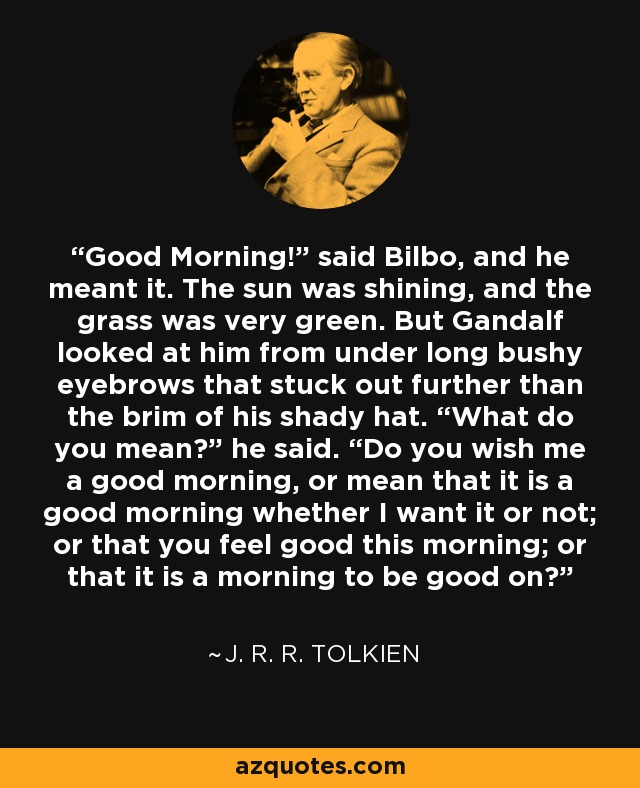 “Good Morning!” said Bilbo, and he
meant it. The sun was shining, and the
grass was very green. But Gandalf
looked at him from under long bushy
eyebrows that stuck out further than
the brim of his shady hat. “What do
you mean?” he said. “Do you wish me
a good morning, or mean that it is a
good morning whether I want it or not;
or that you feel good this morning; or
that it is a morning to be good on?”
~J. R. R. TOLKIEN
azquotes.com